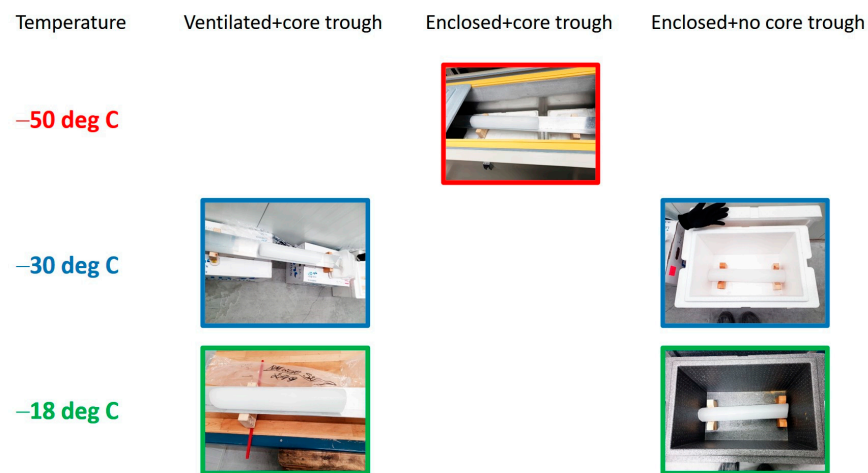 Temperature
Ventilated+core trough
Enclosed+core trough
Enclosed+no core trough
–50 deg C
–30 deg C
–18 deg C